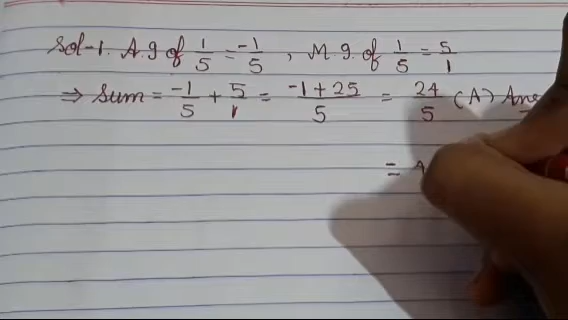 Sol-1. A.I of 1/5 = -1/5 , M.I. of 1/5 = 5/1
⇒ Sum = -1/5 + 5/1 = -1+25/5 = 24/5 (A) Ans
=